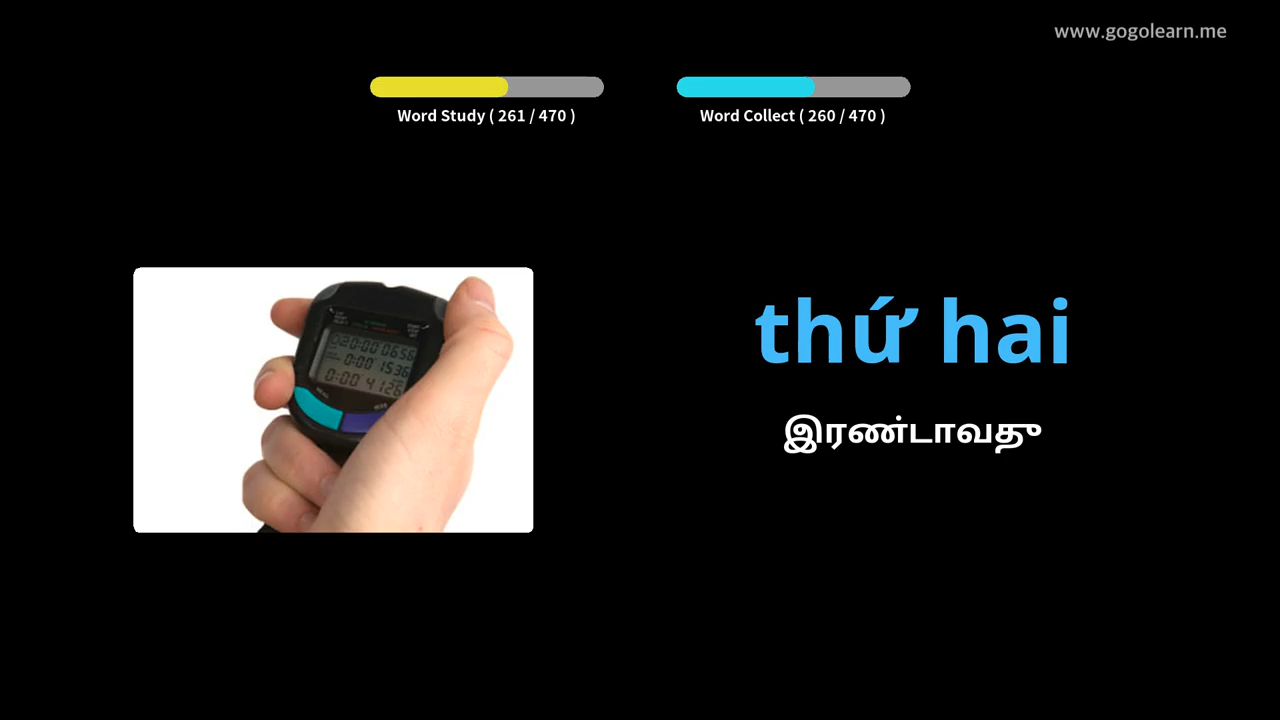 www.gogolearn.me
Word Study ( 261 / 470 )
Word Collect ( 260 / 470 )
thứ hai
இரண்டாவது